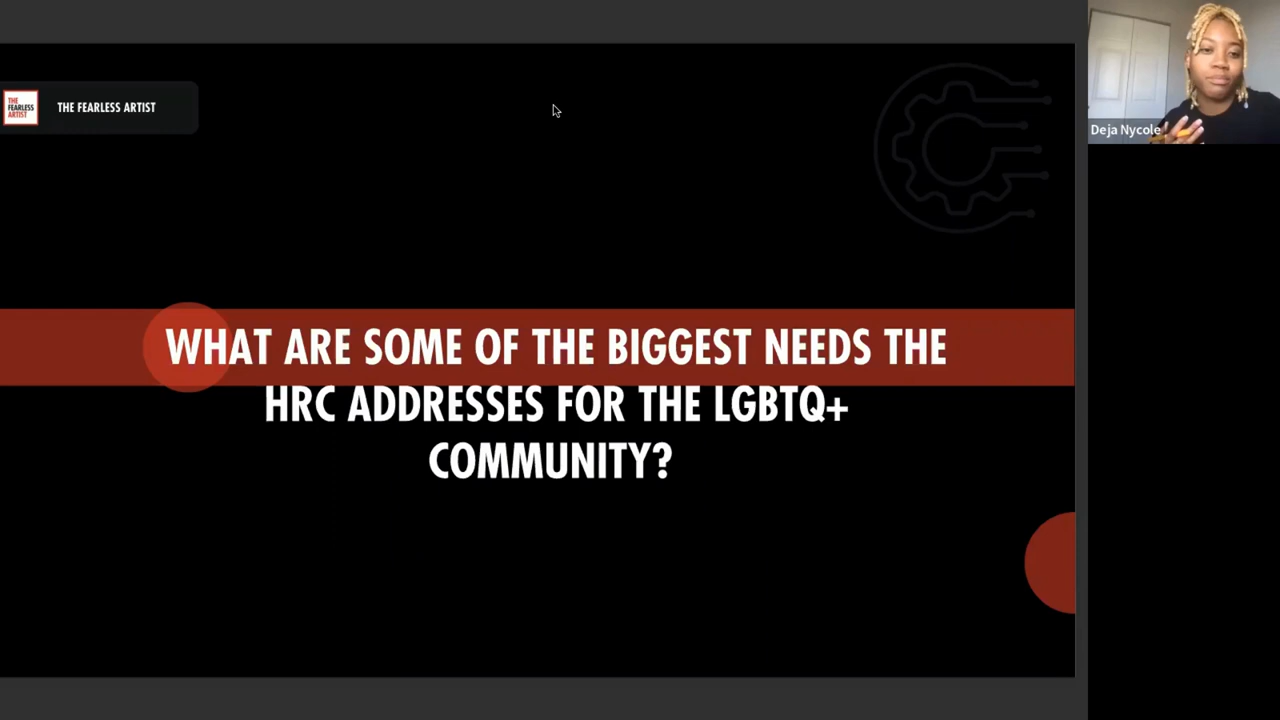 THE
FEARLESS
ARTIST
THE FEARLESS ARTIST
WHAT ARE SOME OF THE BIGGEST NEEDS THE
HRC ADDRESSES FOR THE LGBTQ+
COMMUNITY?
Deja Nycole